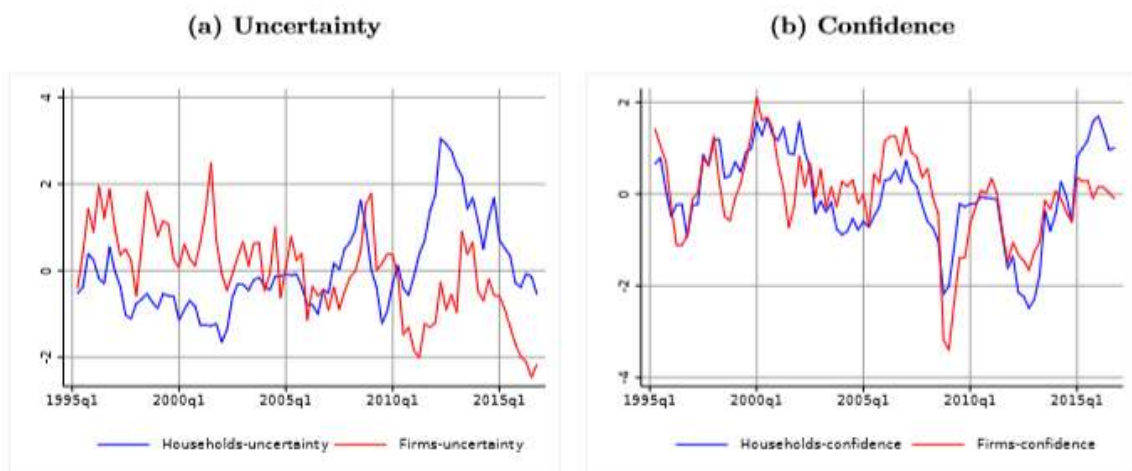 (a) Uncertainty
(b) Confidence
4
2
0
-2
1995q1 2000q1 2005q1 2010q1 2015q1
Households-uncertainty Firms-uncertainty
2
0
-2
-4
1995q1 2000q1 2005q1 2010q1 2015q1
Households-confidence Firms-confidence